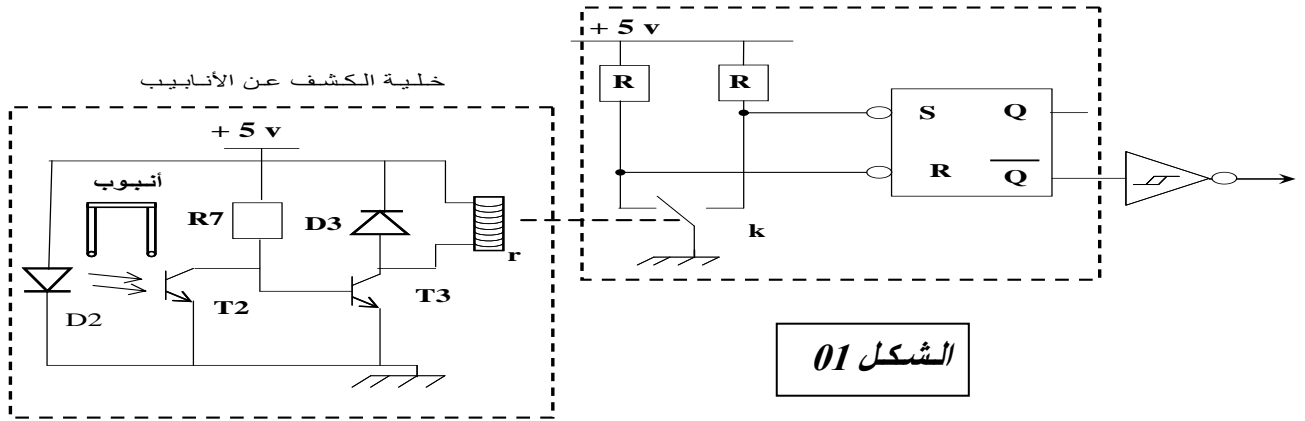 خلية الكشف عن الأنابيب
+ 5 v
أنبوب
R7
D3
r
D2
T2
T3
+ 5 v
R
R
S
Q
R
Q
k
الشكل 01